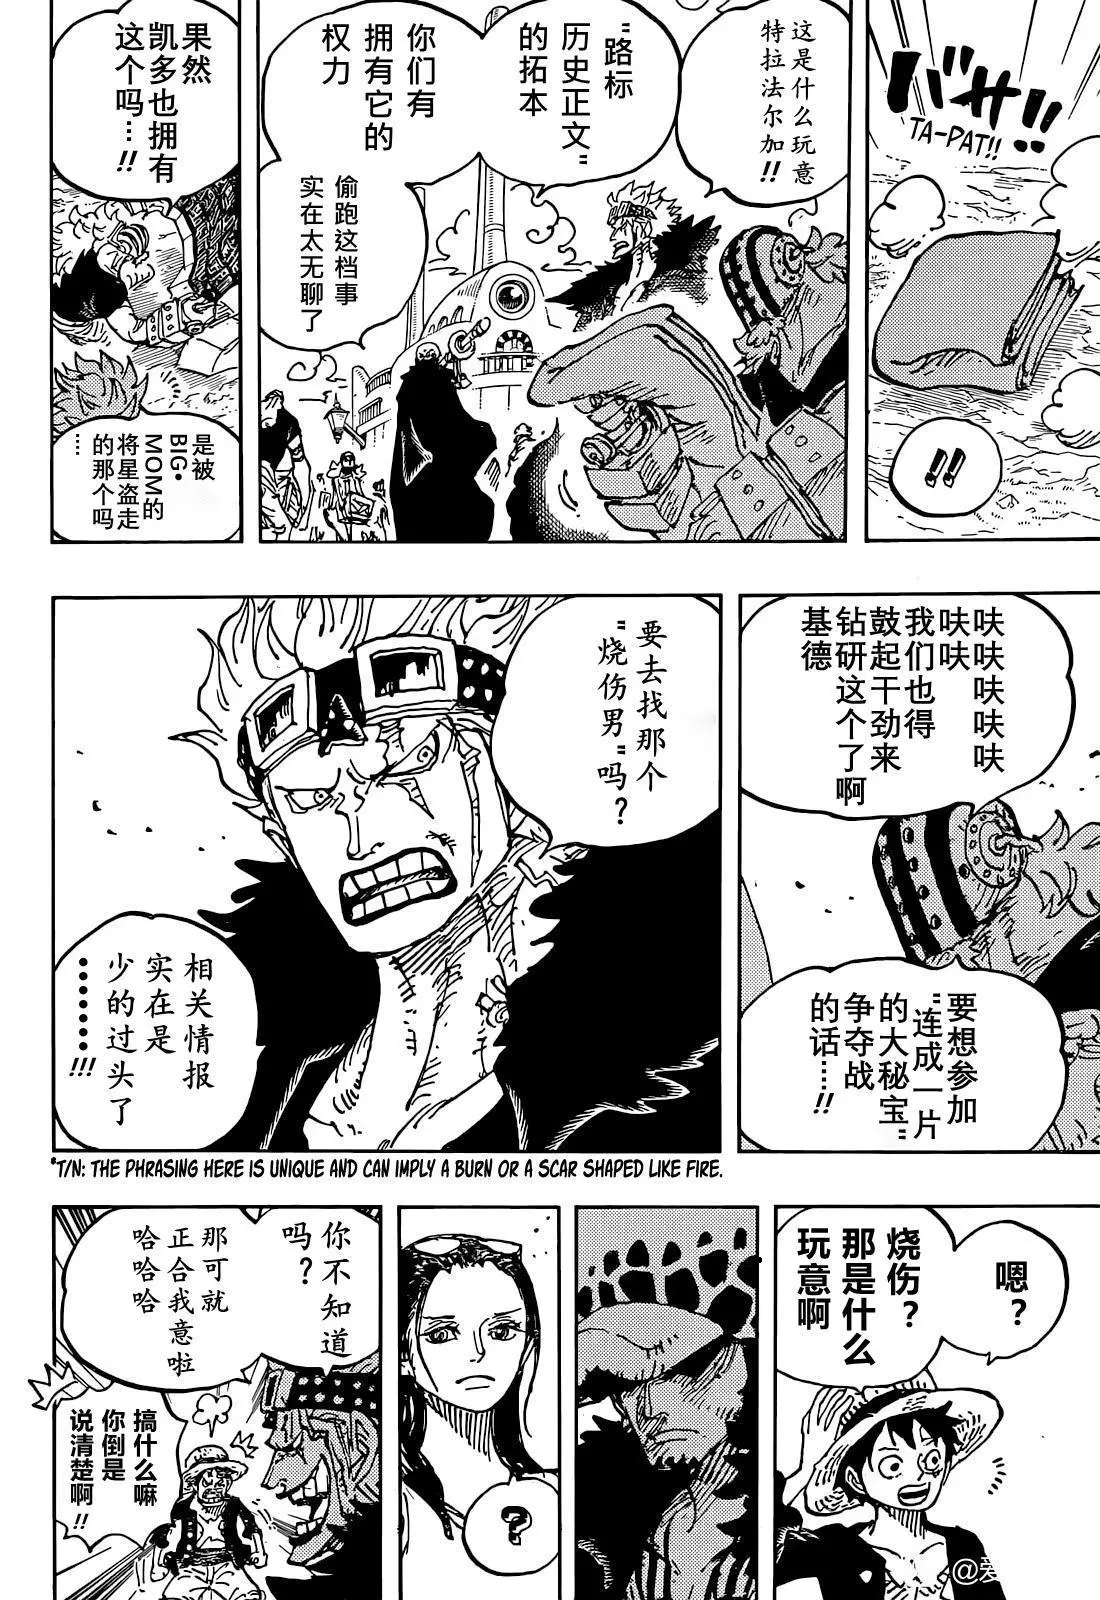 バサ!!
TA-PAT!!
!!
这是什么玩意
特拉法尔
加!!
"路标
历史正文"
的拓本
你们有
拥有它的
权力
偷跑这档事
实在太无聊了
果然
凯多也拥有
这个吗…!!
是被
BIG·
MOM的
将星盗走
的那个吗
…
呋呋呋呋呋
呋呋
我们也得
鼓起干劲来
钻研这个了啊
基德
要想参加
"连成一片
的大秘宝"
争夺战
的话……!!
要去找那个
"烧伤男"吗?
相关情报
实在是
少的过头了
………!!!
*T/N: THE PHRASING HERE IS UNIQUE AND CAN IMPLY A BURN OR A SCAR SHAPED LIKE FIRE.
嗯?
烧伤?
那是什么
玩意啊
?
你不知道
吗?
那可就
正合我意啦
哈哈哈
搞什么嘛
你倒是
说清楚啊!!
@爱